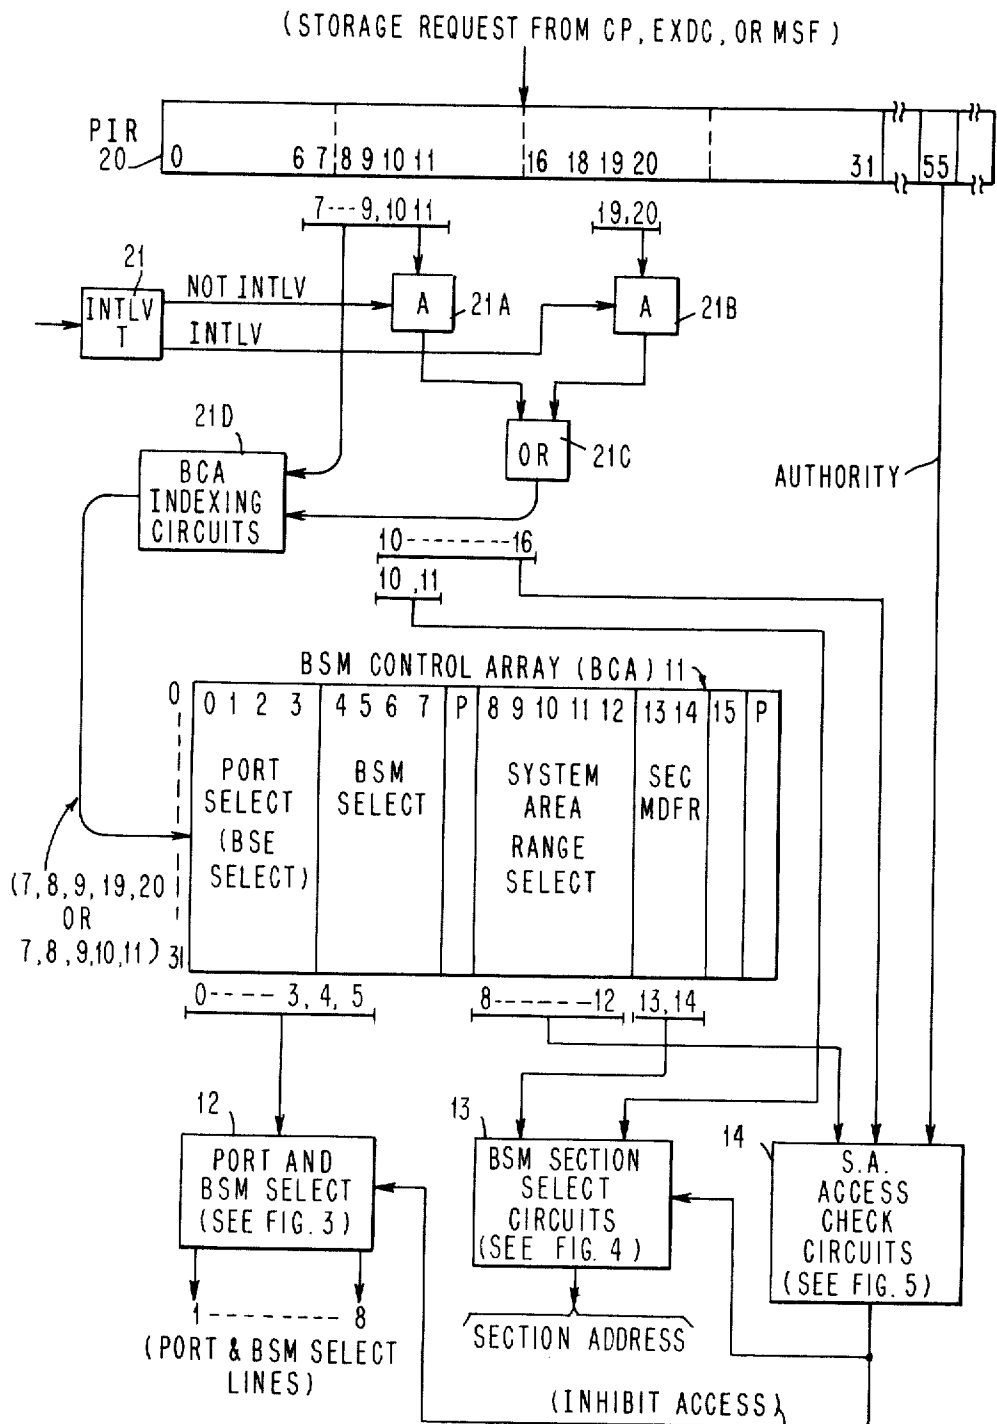 (STORAGE REQUEST FROM CP, EXDC, OR MSF)
PIR
20
0 6 7 8 9 10 11 16 18 19 20 31 55
7---9,10 11
19,20
21
INTLV
T
NOT INTLV
INTLV
A
21A
A
21B
21D
BCA
INDEXING
CIRCUITS
OR
21C
AUTHORITY
10--------16
10 ,11
BSM CONTROL ARRAY (BCA) 11
0
0 1 2 3 4 5 6 7 P 8 9 10 11 12 13 14 15 P
PORT
SELECT
(BSE
SELECT)
BSM
SELECT
SYSTEM
AREA
RANGE
SELECT
SEC
MDFR
(7,8,9,19,20
OR
7,8,9,10,11)
31
0---- 3, 4, 5
8-------12
13,14
12
PORT AND
BSM SELECT
(SEE FIG. 3)
13
BSM SECTION
SELECT
CIRCUITS
(SEE FIG. 4)
14
S.A.
ACCESS
CHECK
CIRCUITS
(SEE FIG. 5)
1---------8
(PORT & BSM SELECT
LINES)
SECTION ADDRESS
(INHIBIT ACCESS)